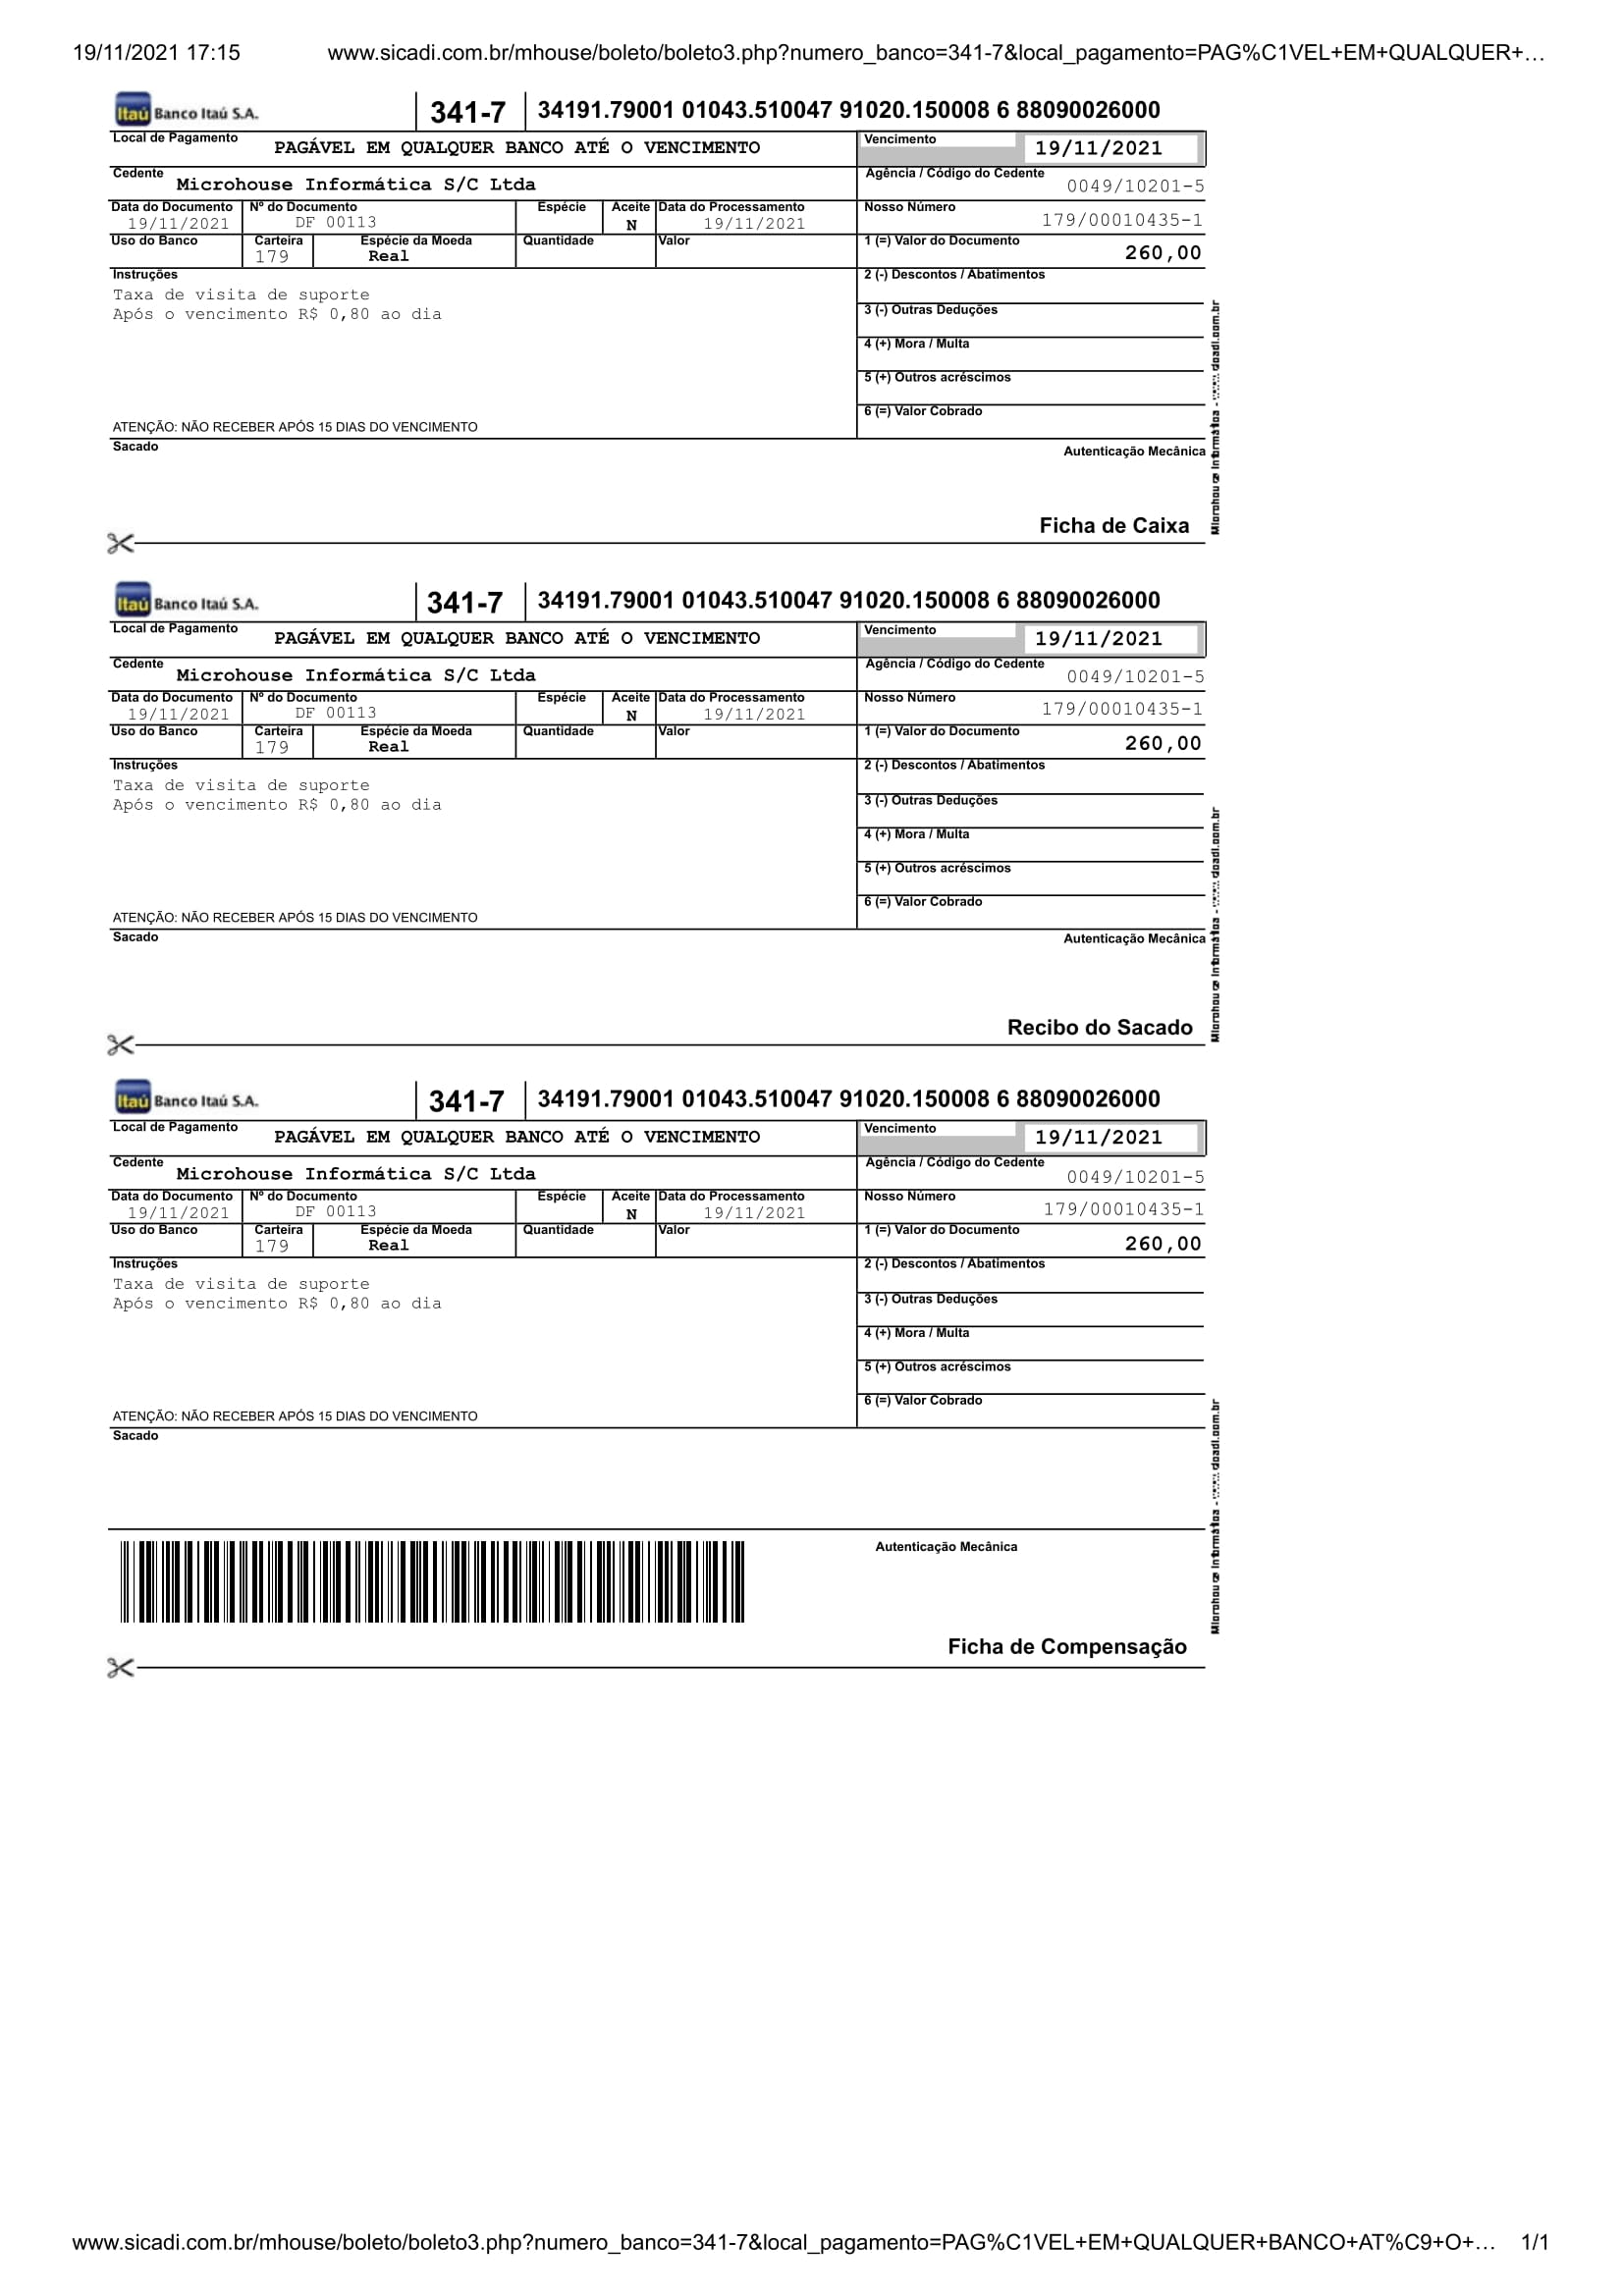 19/11/2021 17:15 www.sicadi.com.br/mhouse/boleto/boleto3.php?numero_banco=341-7&local_pagamento=PAG%C1VEL+EM+QUALQUER+…
Itaú Banco Itaú S.A. 341-7 34191.79001 01043.510047 91020.150008 6 88090026000
Local de Pagamento PAGÁVEL EM QUALQUER BANCO ATÉ O VENCIMENTO Vencimento 19/11/2021
Cedente Microhouse Informática S/C Ltda Agência / Código do Cedente 0049/10201-5
Data do Documento Nº do Documento Espécie Aceite Data do Processamento Nosso Número
19/11/2021 DF 00113 N 19/11/2021 179/00010435-1
Uso do Banco Carteira Espécie da Moeda Quantidade Valor 1 (=) Valor do Documento
179 Real 260,00
Instruções 2 (-) Descontos / Abatimentos
Taxa de visita de suporte
Após o vencimento R$ 0,80 ao dia 3 (-) Outras Deduções
4 (+) Mora / Multa
5 (+) Outros acréscimos
6 (=) Valor Cobrado
ATENÇÃO: NÃO RECEBER APÓS 15 DIAS DO VENCIMENTO
Sacado Autenticação Mecânica
Ficha de Caixa
Microhouse Informática
Itaú Banco Itaú S.A. 341-7 34191.79001 01043.510047 91020.150008 6 88090026000
Local de Pagamento PAGÁVEL EM QUALQUER BANCO ATÉ O VENCIMENTO Vencimento 19/11/2021
Cedente Microhouse Informática S/C Ltda Agência / Código do Cedente 0049/10201-5
Data do Documento Nº do Documento Espécie Aceite Data do Processamento Nosso Número
19/11/2021 DF 00113 N 19/11/2021 179/00010435-1
Uso do Banco Carteira Espécie da Moeda Quantidade Valor 1 (=) Valor do Documento
179 Real 260,00
Instruções 2 (-) Descontos / Abatimentos
Taxa de visita de suporte
Após o vencimento R$ 0,80 ao dia 3 (-) Outras Deduções
4 (+) Mora / Multa
5 (+) Outros acréscimos
6 (=) Valor Cobrado
ATENÇÃO: NÃO RECEBER APÓS 15 DIAS DO VENCIMENTO
Sacado Autenticação Mecânica
Recibo do Sacado
Microhouse Informática
Itaú Banco Itaú S.A. 341-7 34191.79001 01043.510047 91020.150008 6 88090026000
Local de Pagamento PAGÁVEL EM QUALQUER BANCO ATÉ O VENCIMENTO Vencimento 19/11/2021
Cedente Microhouse Informática S/C Ltda Agência / Código do Cedente 0049/10201-5
Data do Documento Nº do Documento Espécie Aceite Data do Processamento Nosso Número
19/11/2021 DF 00113 N 19/11/2021 179/00010435-1
Uso do Banco Carteira Espécie da Moeda Quantidade Valor 1 (=) Valor do Documento
179 Real 260,00
Instruções 2 (-) Descontos / Abatimentos
Taxa de visita de suporte
Após o vencimento R$ 0,80 ao dia 3 (-) Outras Deduções
4 (+) Mora / Multa
5 (+) Outros acréscimos
6 (=) Valor Cobrado
ATENÇÃO: NÃO RECEBER APÓS 15 DIAS DO VENCIMENTO
Sacado
Autenticação Mecânica
Ficha de Compensação
Microhouse Informática
www.sicadi.com.br/mhouse/boleto/boleto3.php?numero_banco=341-7&local_pagamento=PAG%C1VEL+EM+QUALQUER+BANCO+AT%C9+O+… 1/1